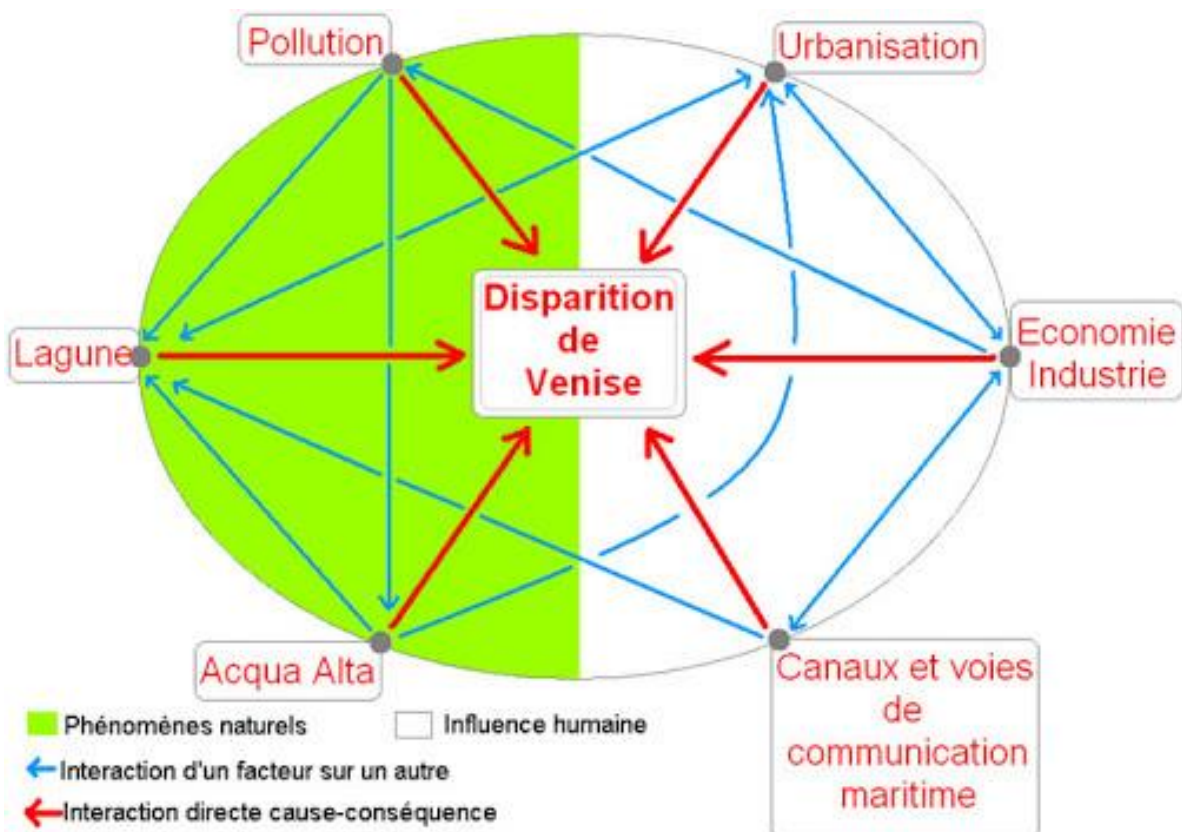 Pollution
Urbanisation
Disparition
de
Venise
Lagune
Economie
Industrie
Acqua Alta
Canaux et voies
de
communication
maritime
Phénomènes naturels
Influence humaine
Interaction d'un facteur sur un autre
Interaction directe cause-conséquence